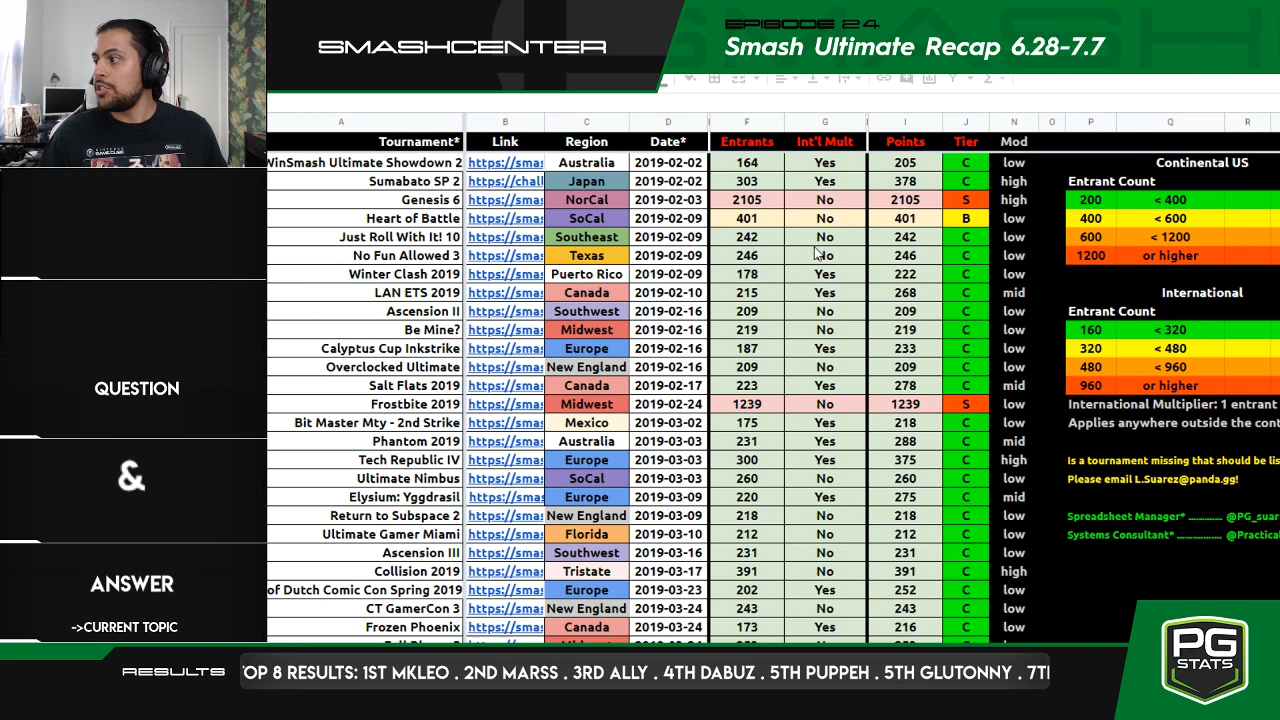 SMASHCENTER
EPISODE 24
Smash Ultimate Recap 6.28-7.7
A B C D F G I J N O P Q R
Tournament* Link Region Date* Entrants Int'l Mult Points Tier Mod
WinSmash Ultimate Showdown 2 https://smas Australia 2019-02-02 164 Yes 205 C low
Sumabato SP 2 https://chall Japan 2019-02-02 303 Yes 378 C high
Genesis 6 https://smas NorCal 2019-02-03 2105 No 2105 S high
Heart of Battle https://smas SoCal 2019-02-09 401 No 401 B low
Just Roll With It! 10 https://smas Southeast 2019-02-09 242 No 242 C low
No Fun Allowed 3 https://smas Texas 2019-02-09 246 No 246 C low
Winter Clash 2019 https://smas Puerto Rico 2019-02-09 178 Yes 222 C low
LAN ETS 2019 https://smas Canada 2019-02-10 215 Yes 268 C mid
Ascension II https://smas Southwest 2019-02-16 209 No 209 C low
Be Mine? https://smas Midwest 2019-02-16 219 No 219 C low
Calyptus Cup Inkstrike https://smas Europe 2019-02-16 187 Yes 233 C low
Overclocked Ultimate https://smas New England 2019-02-16 209 No 209 C low
Salt Flats 2019 https://smas Canada 2019-02-17 223 Yes 278 C mid
Frostbite 2019 https://smas Midwest 2019-02-24 1239 No 1239 S low
Bit Master Mty - 2nd Strike https://smas Mexico 2019-03-02 175 Yes 218 C low
Phantom 2019 https://smas Australia 2019-03-03 231 Yes 288 C mid
Tech Republic IV https://smas Europe 2019-03-03 300 Yes 375 C high
Ultimate Nimbus https://smas SoCal 2019-03-03 260 No 260 C low
Elysium: Yggdrasil https://smas Europe 2019-03-09 220 Yes 275 C mid
Return to Subspace 2 https://smas New England 2019-03-09 218 No 218 C low
Ultimate Gamer Miami https://smas Florida 2019-03-10 212 No 212 C low
Ascension III https://smas Southwest 2019-03-16 231 No 231 C low
Collision 2019 https://smas Tristate 2019-03-17 391 No 391 C high
of Dutch Comic Con Spring 2019 https://smas Europe 2019-03-23 202 Yes 252 C low
CT GamerCon 3 https://smas New England 2019-03-23 243 No 243 C low
Frozen Phoenix https://smas Canada 2019-03-23 173 Yes 216 C low
Continental US
Entrant Count
200 < 400
400 < 600
600 < 1200
1200 or higher
International
Entrant Count
160 < 320
320 < 480
480 < 960
960 or higher
International Multiplier: 1 entrant
Applies anywhere outside the cont
Is a tournament missing that should be lis
Please email L.Suarez@panda.gg!
Spreadsheet Manager* ............ @PG_suar
Systems Consultant* ................. @Practical
QUESTION
&
ANSWER
->CURRENT TOPIC
RESULTS
OP 8 RESULTS: 1ST MKLEO . 2ND MARSS . 3RD ALLY . 4TH DABUZ . 5TH PUPPEH . 5TH GLUTONNY . 7TH
PG
STATS